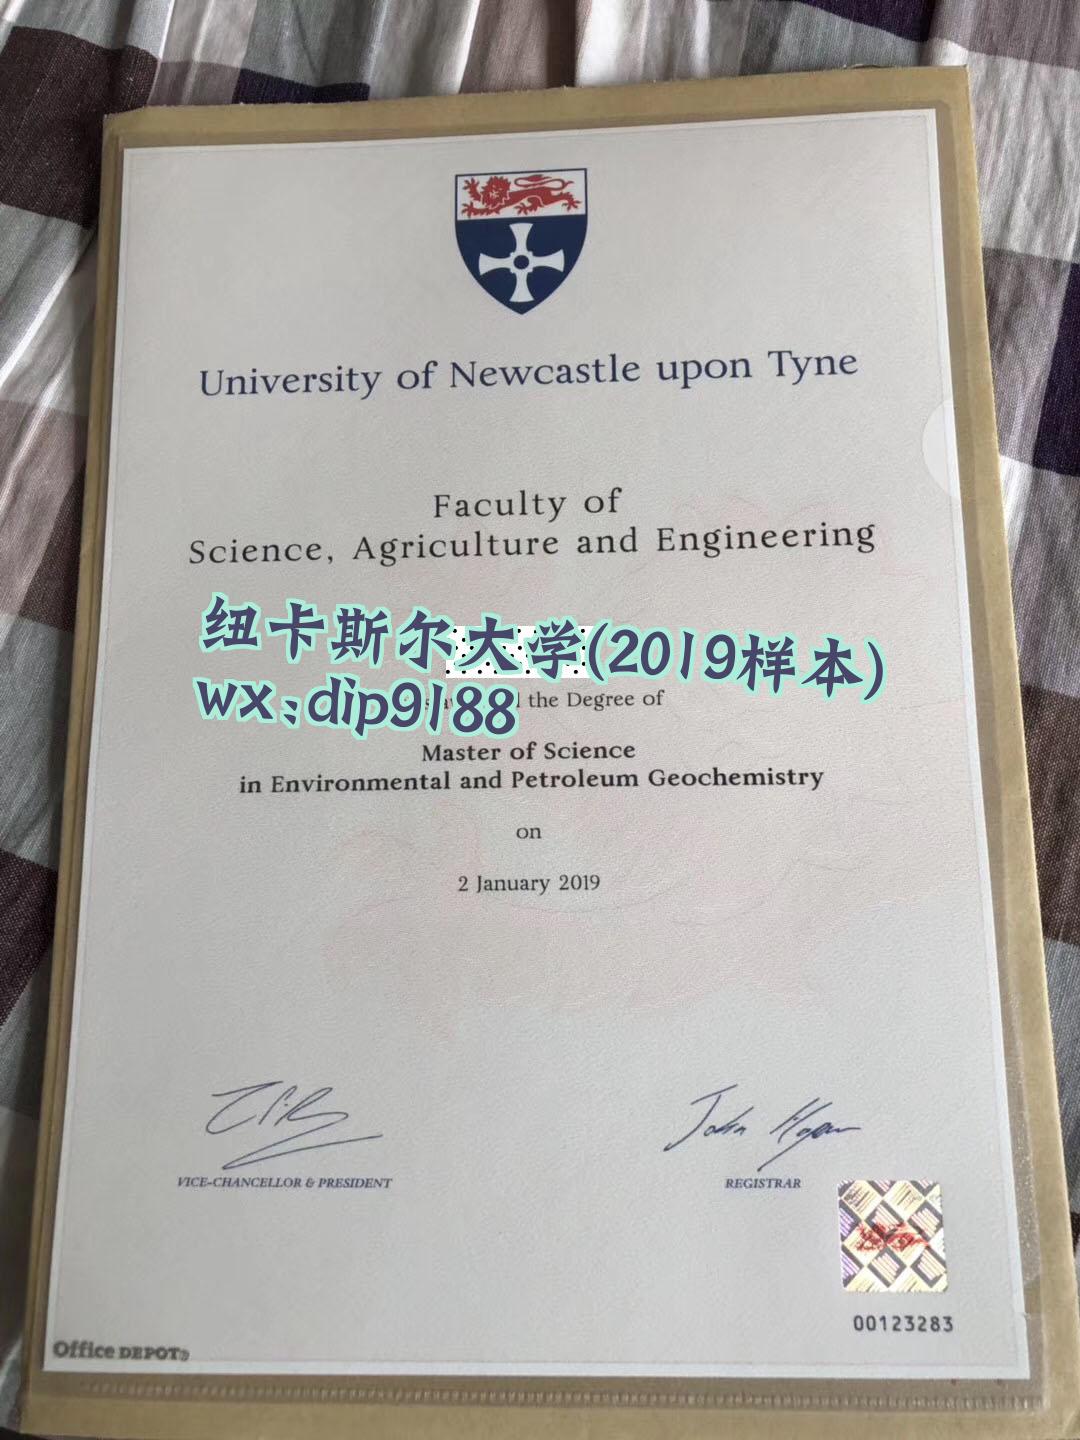 University of Newcastle upon Tyne
Faculty of
Science, Agriculture and Engineering
纽卡斯尔大学(2019样本)
wx:dip9188
the Degree of
Master of Science
in Environmental and Petroleum Geochemistry
on
2 January 2019
John Hogan
VICE-CHANCELLOR & PRESIDENT
REGISTRAR
00123283
Office DEPOT